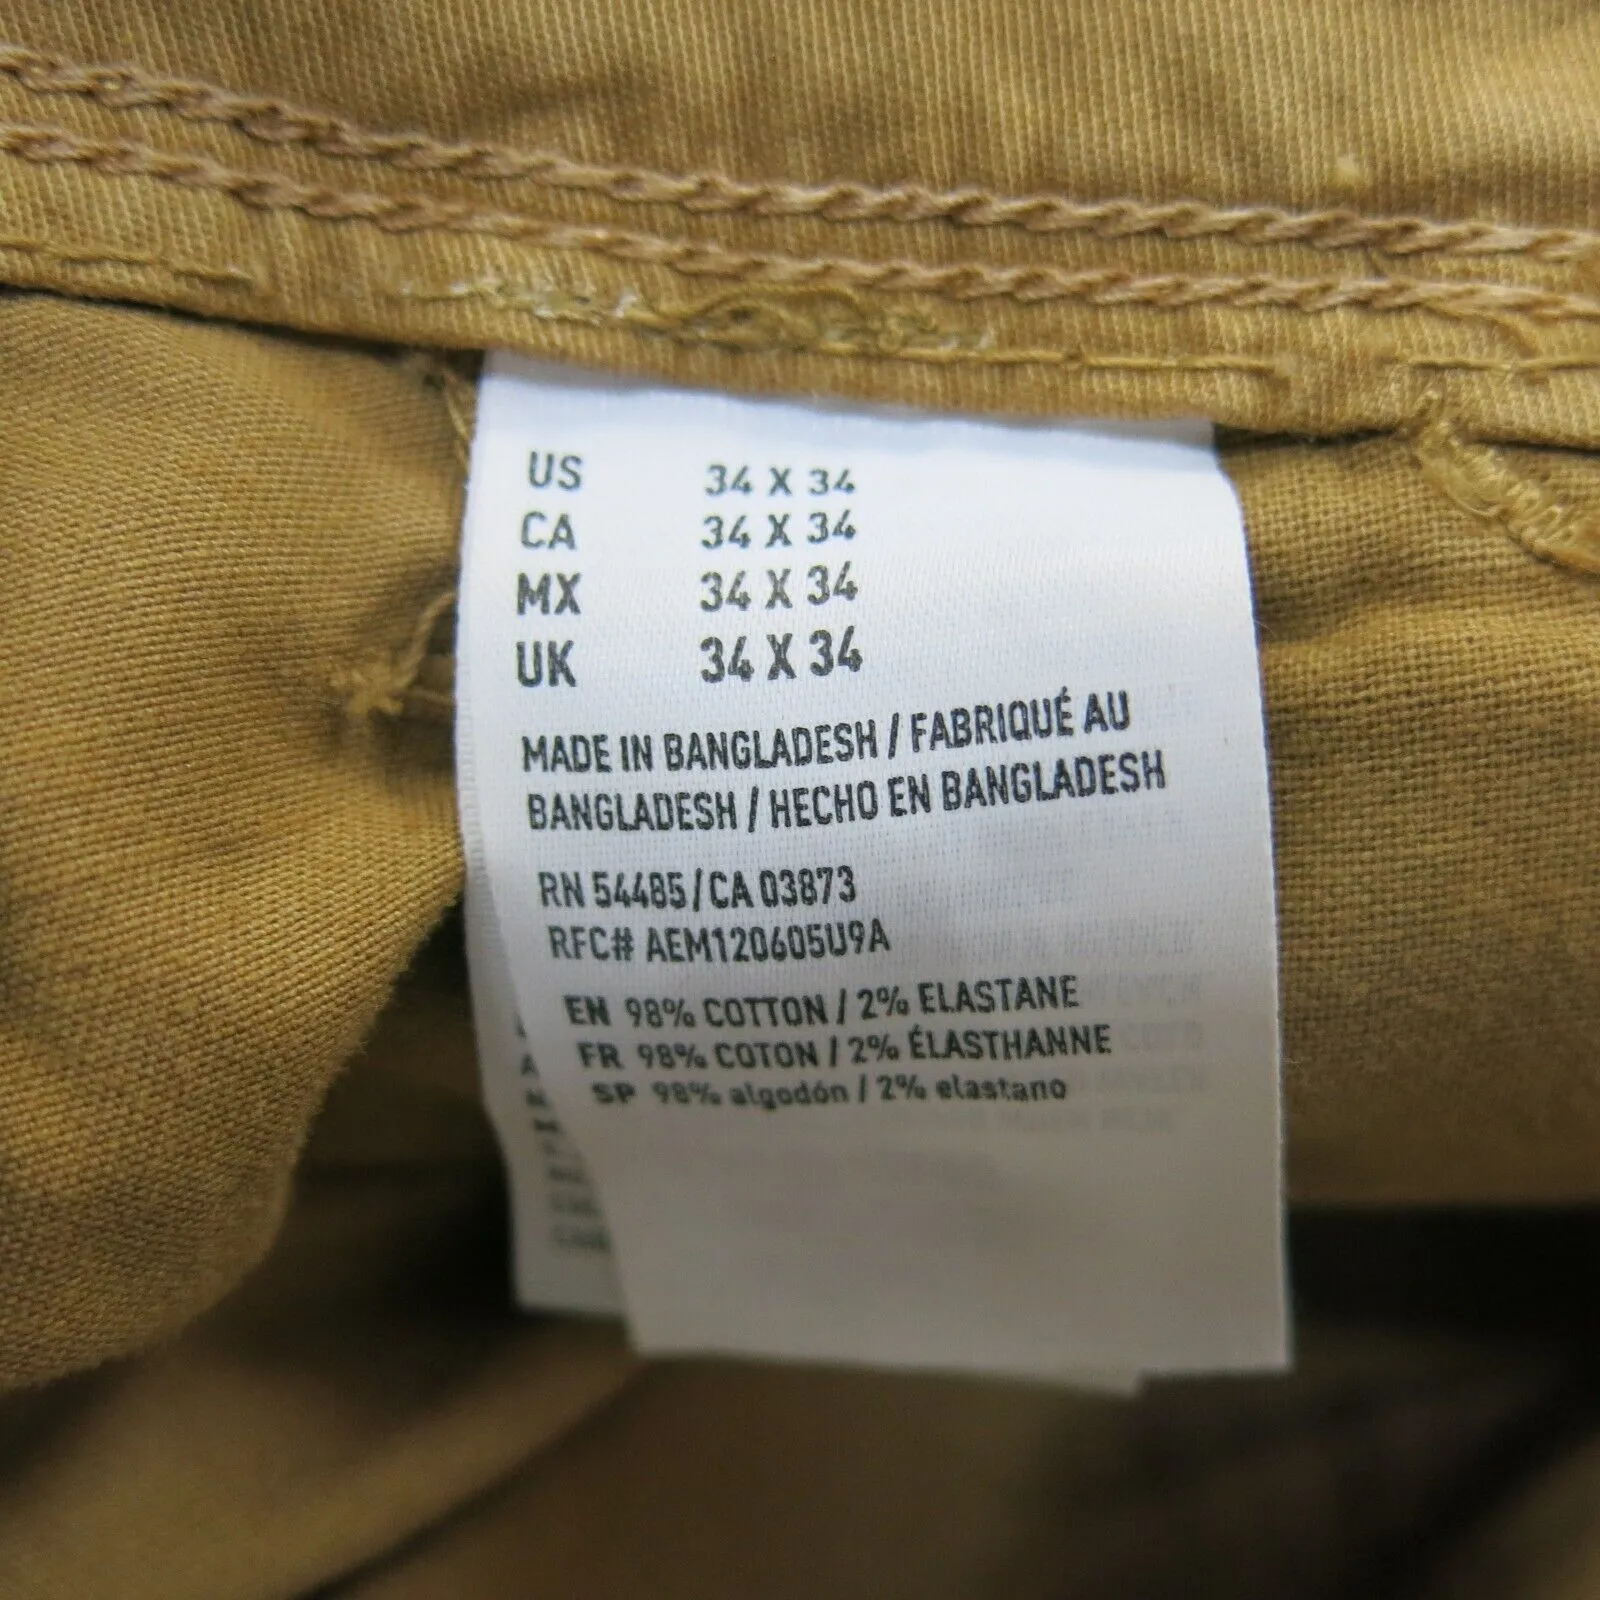 US 34 X 34
CA 34 X 34
MX 34 X 34
UK 34 X 34
MADE IN BANGLADESH / FABRIQUÉ AU
BANGLADESH / HECHO EN BANGLADESH
RN 54485 / CA 03873
RFC# AEM120605U9A
EN 98% COTTON / 2% ELASTANE
FR 98% COTON / 2% ÉLASTHANNE
SP 98% algodón / 2% elastano